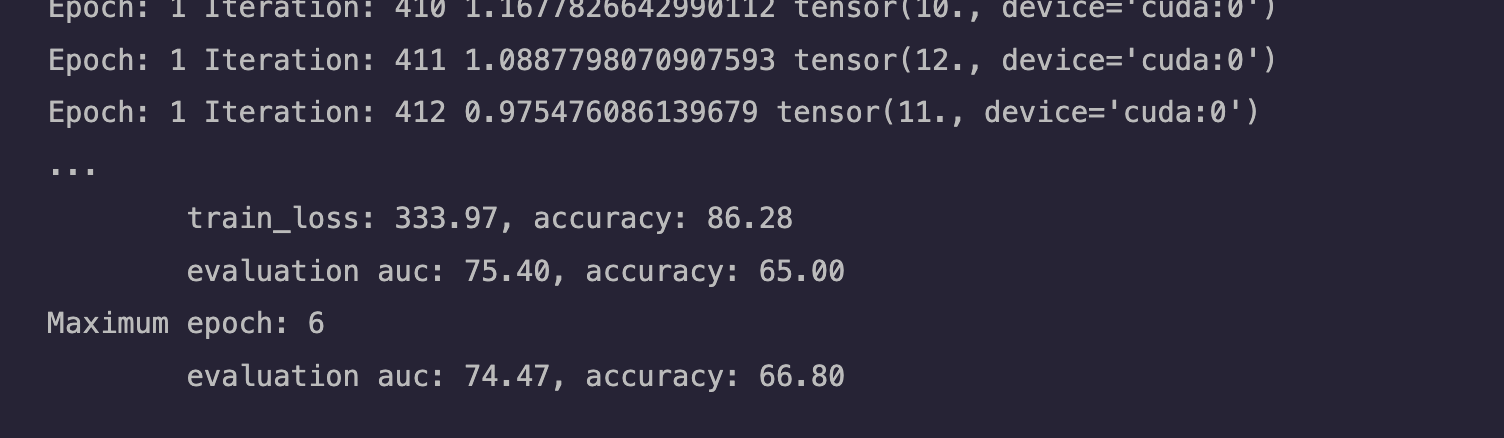 Epoch: 1 Iteration: 410 1.1677826642990112 tensor(10., device='cuda:0')
Epoch: 1 Iteration: 411 1.0887798070907593 tensor(12., device='cuda:0')
Epoch: 1 Iteration: 412 0.975476086139679 tensor(11., device='cuda:0')
...
train_loss: 333.97, accuracy: 86.28
evaluation auc: 75.40, accuracy: 65.00
Maximum epoch: 6
evaluation auc: 74.47, accuracy: 66.80